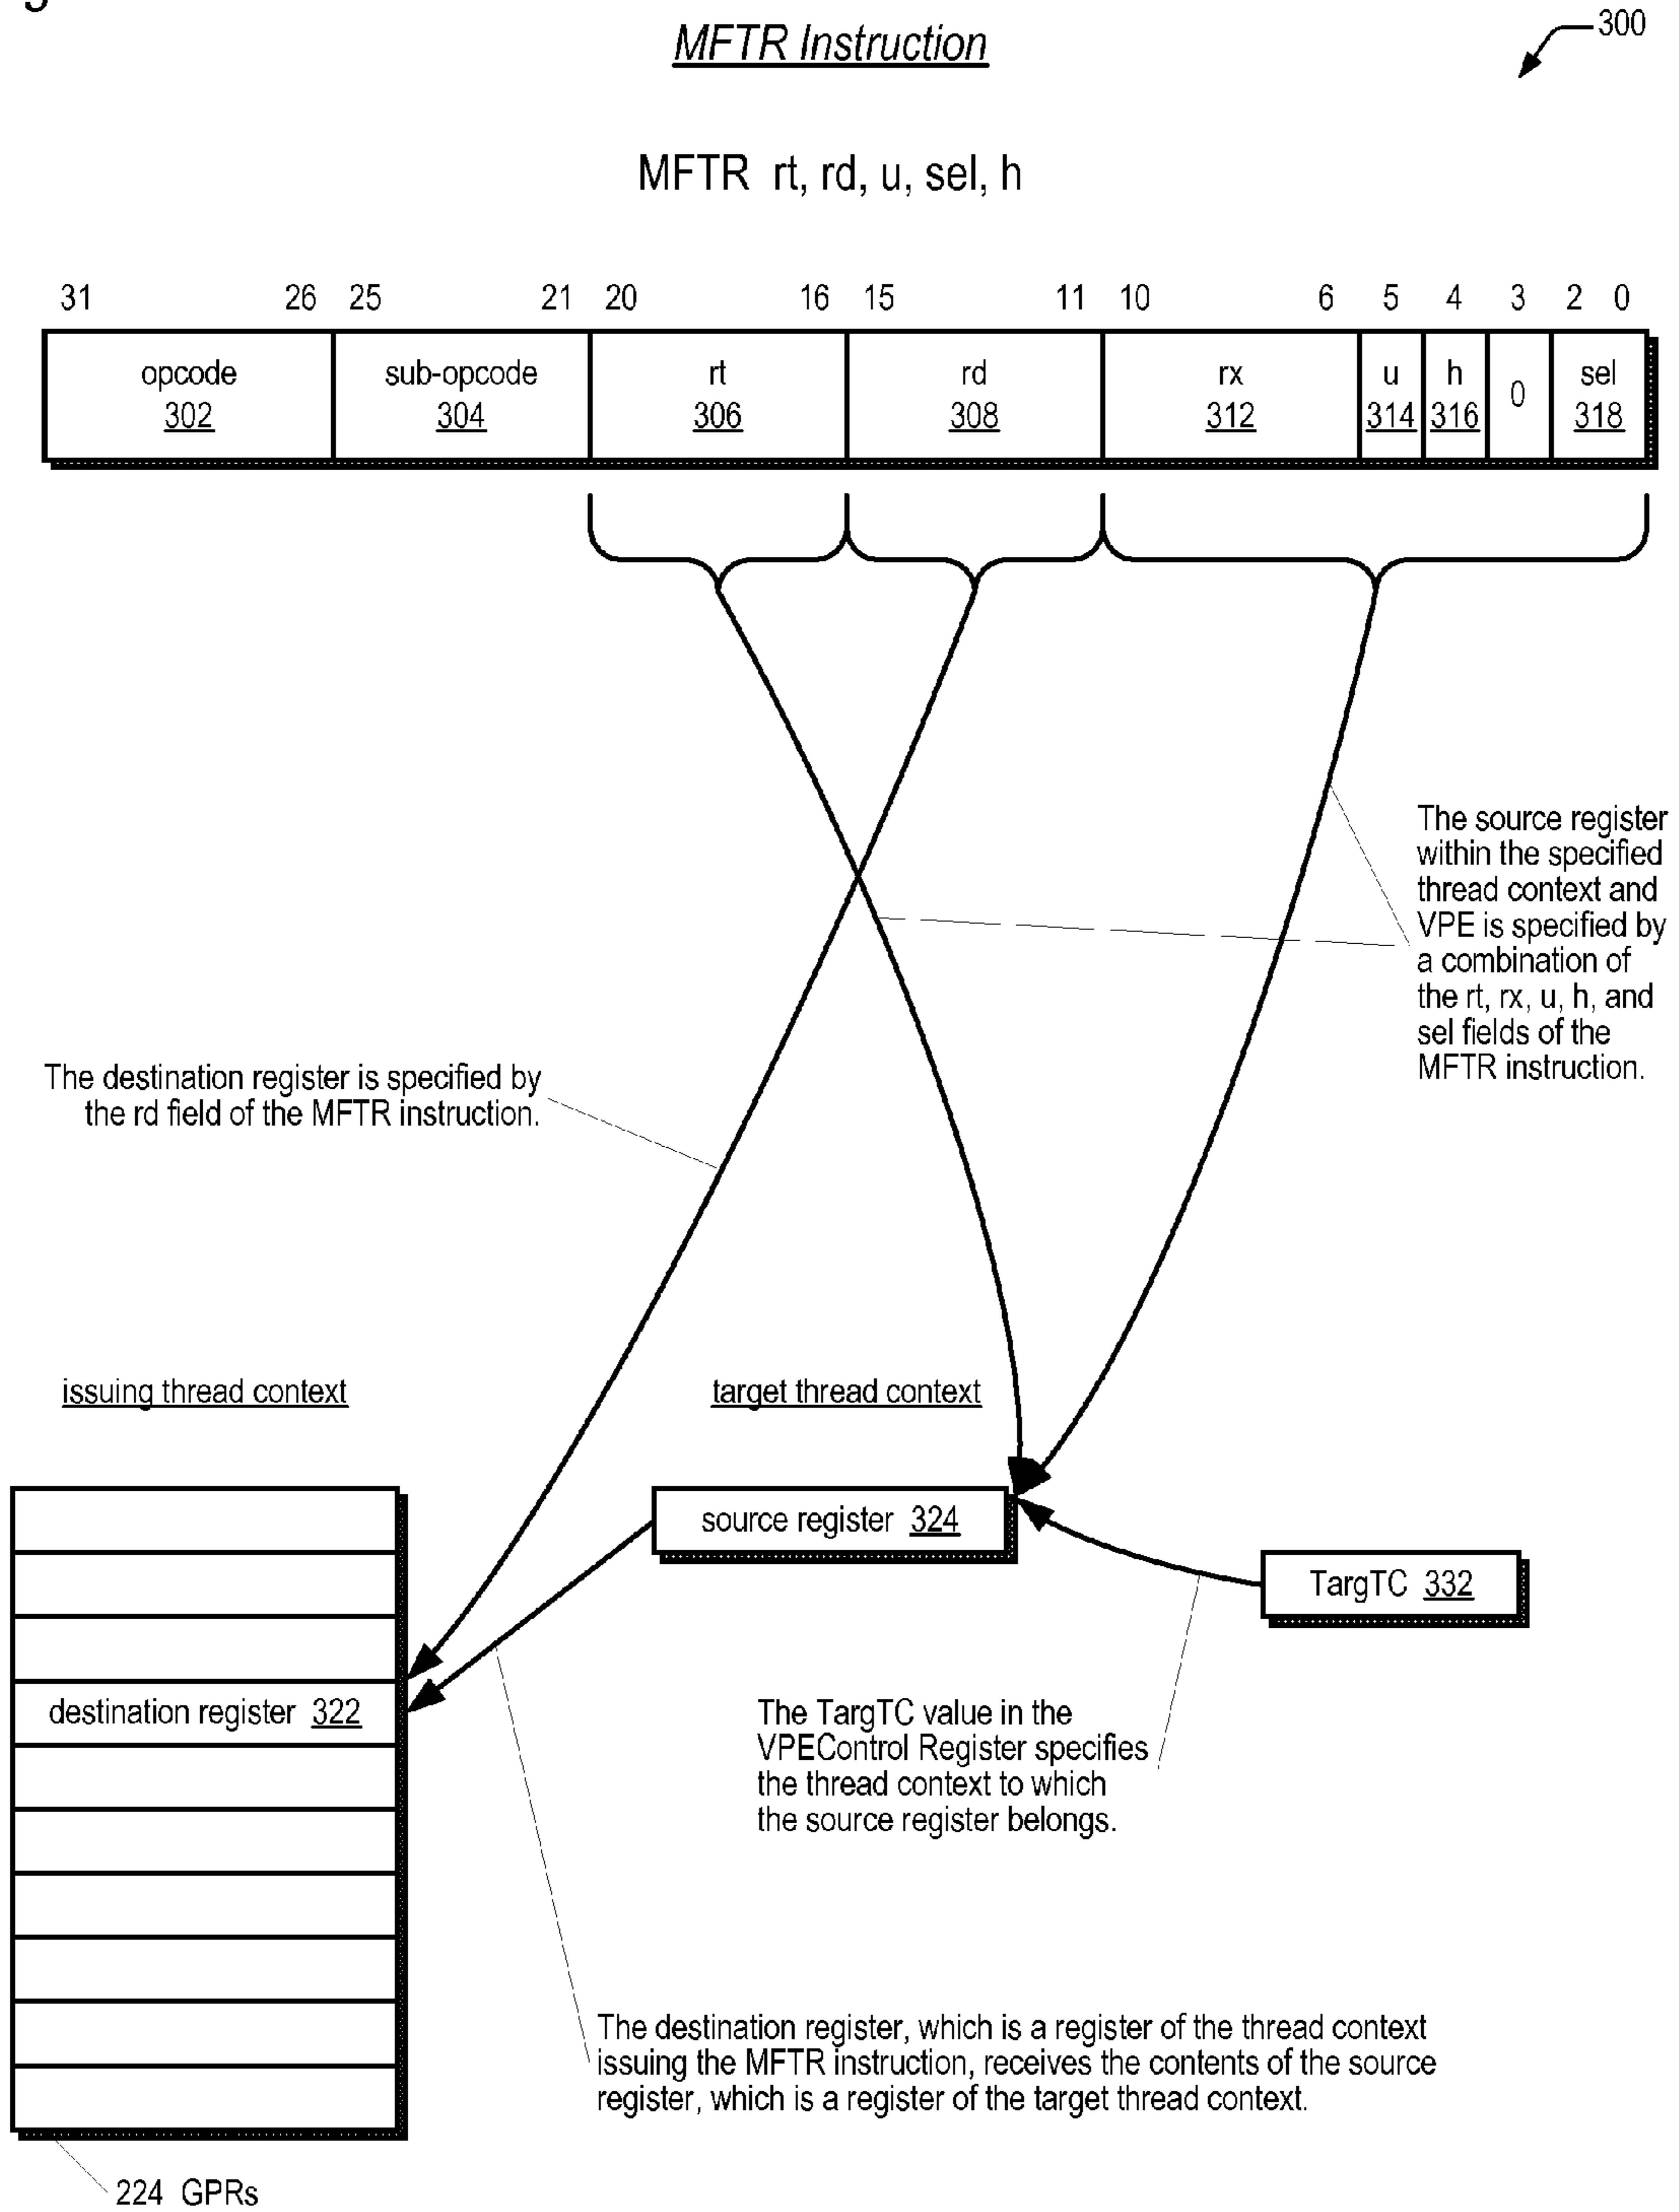 MFTR Instruction
300
MFTR rt, rd, u, sel, h
31 26 25 21 20 16 15 11 10 6 5 4 3 2 0
opcode sub-opcode rt rd rx u h 0 sel
302 304 306 308 312 314 316 318
The source register
within the specified
thread context and
VPE is specified by
a combination of
the rt, rx, u, h, and
sel fields of the
MFTR instruction.
The destination register is specified by
the rd field of the MFTR instruction.
issuing thread context
target thread context
source register 324
TargTC 332
destination register 322
The TargTC value in the
VPEControl Register specifies
the thread context to which
the source register belongs.
The destination register, which is a register of the thread context
issuing the MFTR instruction, receives the contents of the source
register, which is a register of the target thread context.
224 GPRs